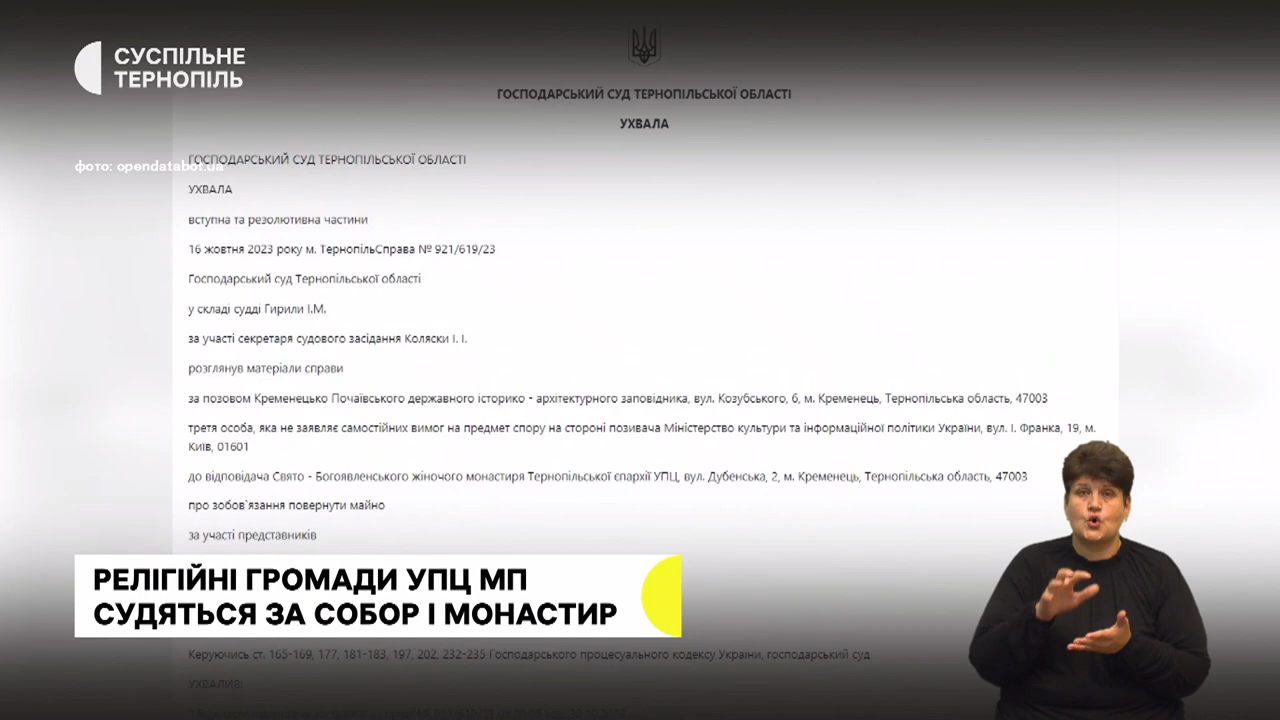 СУСПІЛЬНЕ
ТЕРНОПІЛЬ
ГОСПОДАРСЬКИЙ СУД ТЕРНОПІЛЬСЬКОЇ ОБЛАСТІ
УХВАЛА
ГОСПОДАРСЬКИЙ СУД ТЕРНОПІЛЬСЬКОЇ ОБЛАСТІ
фото: opendatabot.ua
УХВАЛА
вступна та резолютивна частини
16 жовтня 2023 року м. ТернопільСправа № 921/619/23
Господарський суд Тернопільської області
у складі судді Гирили І.М.
за участі секретаря судового засідання Коляски І. І.
розглянув матеріали справи
за позовом Кременецько Почаївського державного історико - архітектурного заповідника, вул. Козубського, 6, м. Кременець, Тернопільська область, 47003
третя особа, яка не заявляє самостійних вимог на предмет спору на стороні позивача Міністерство культури та інформаційної політики України, вул. І. Франка, 19, м.
Київ, 01601
до відповідача Свято - Богоявленського жіночого монастиря Тернопільської єпархії УПЦ, вул. Дубенська, 2, м. Кременець, Тернопільська область, 47003
про зобов`язання повернути майно
за участі представників
РЕЛІГІЙНІ ГРОМАДИ УПЦ МП
СУДЯТЬСЯ ЗА СОБОР І МОНАСТИР
Керуючись ст. 165-169, 177, 181-183, 197, 202, 232-235 Господарського процесуального кодексу України, господарський суд
УХВАЛИВ: